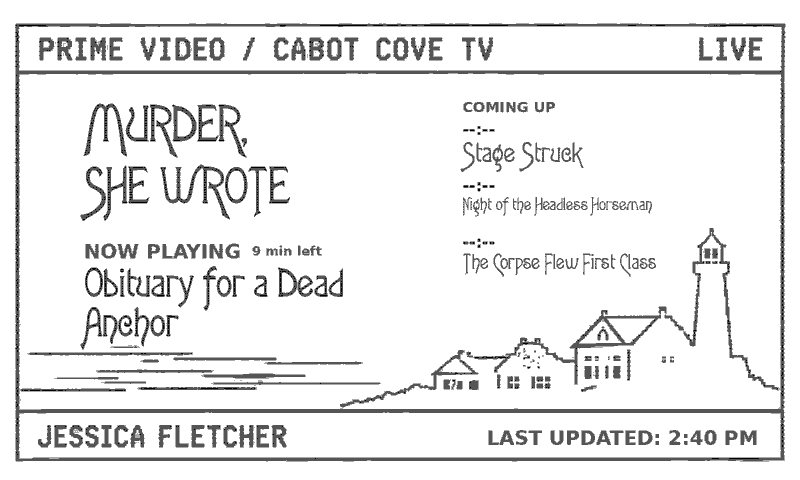 PRIME VIDEO / CABOT COVE TV
LIVE
MURDER,
SHE WROTE
NOW PLAYING 9 min left
Obituary for a Dead
Anchor
COMING UP
--:--
Stage Struck
--:--
Night of the Headless Horseman
--:--
The Corpse Flew First Class
JESSICA FLETCHER
LAST UPDATED: 2:40 PM